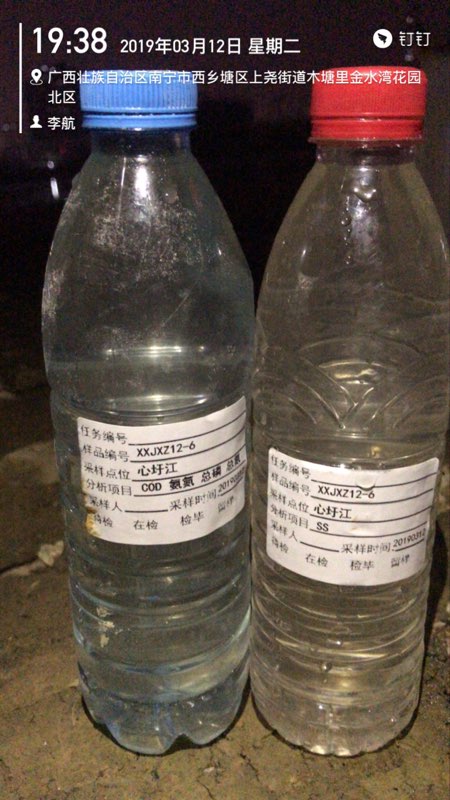 19:38 2019年03月12日 星期二
钉钉
广西壮族自治区南宁市西乡塘区上尧街道木塘里金水湾花园
北区
李航
任务编号
样品编号 XXJXZ12-6
采样点位 心圩江
分析项目 COD 氨氮 总磷 总氮
采样人 采样时间
待检 在检 检毕 留样
任务编号
样品编号 XXJXZ12-6
采样点位 心圩江
分析项目 SS
采样人 采样时间 20190312
待检 在检 检毕 留样